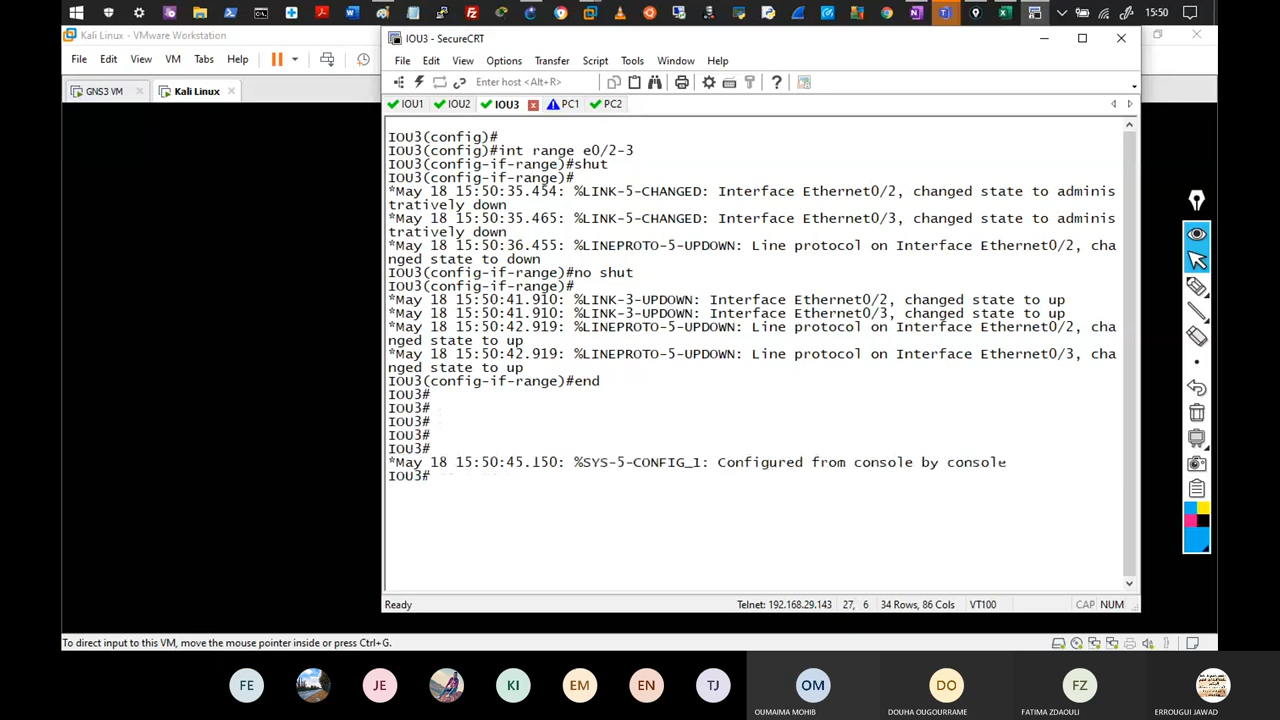 15:50
Kali Linux - VMware Workstation
IOU3 - SecureCRT
File Edit View VM Tabs Help
File Edit View Options Transfer Script Tools Window Help
Enter host <Alt+R>
GNS3 VM Kali Linux
IOU1 IOU2 IOU3 PC1 PC2
IOU3(config)#
IOU3(config)#int range e0/2-3
IOU3(config-if-range)#shut
IOU3(config-if-range)#
*May 18 15:50:35.454: %LINK-5-CHANGED: Interface Ethernet0/2, changed state to adminis
tratively down
*May 18 15:50:35.465: %LINK-5-CHANGED: Interface Ethernet0/3, changed state to adminis
tratively down
*May 18 15:50:36.455: %LINEPROTO-5-UPDOWN: Line protocol on Interface Ethernet0/2, cha
nged state to down
IOU3(config-if-range)#no shut
IOU3(config-if-range)#
*May 18 15:50:41.910: %LINK-3-UPDOWN: Interface Ethernet0/2, changed state to up
*May 18 15:50:41.910: %LINK-3-UPDOWN: Interface Ethernet0/3, changed state to up
*May 18 15:50:42.919: %LINEPROTO-5-UPDOWN: Line protocol on Interface Ethernet0/2, cha
nged state to up
*May 18 15:50:42.919: %LINEPROTO-5-UPDOWN: Line protocol on Interface Ethernet0/3, cha
nged state to up
IOU3(config-if-range)#end
IOU3#
IOU3#
IOU3#
IOU3#
IOU3#
*May 18 15:50:45.150: %SYS-5-CONFIG_1: Configured from console by console
IOU3#
Ready Telnet: 192.168.29.143 27, 6 34 Rows, 86 Cols VT100 CAP NUM
To direct input to this VM, move the mouse pointer inside or press Ctrl+G.
FE JE KI EM EN TJ OM DO FZ
OUMAIMA MOHIB DOUHA OUGOURRAME FATIMA ZDAOULI ERROUGUI JAWAD